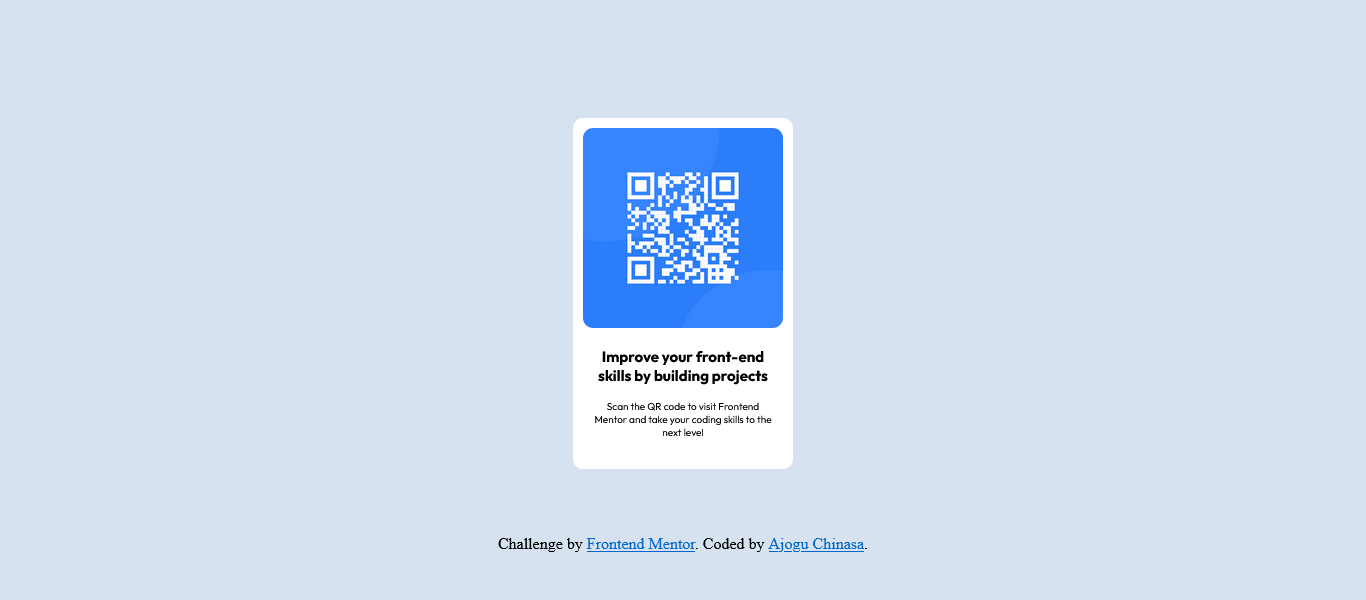 Improve your front-end
skills by building projects
Scan the QR code to visit Frontend
Mentor and take your coding skills to the
next level
Challenge by Frontend Mentor. Coded by Ajogu Chinasa.